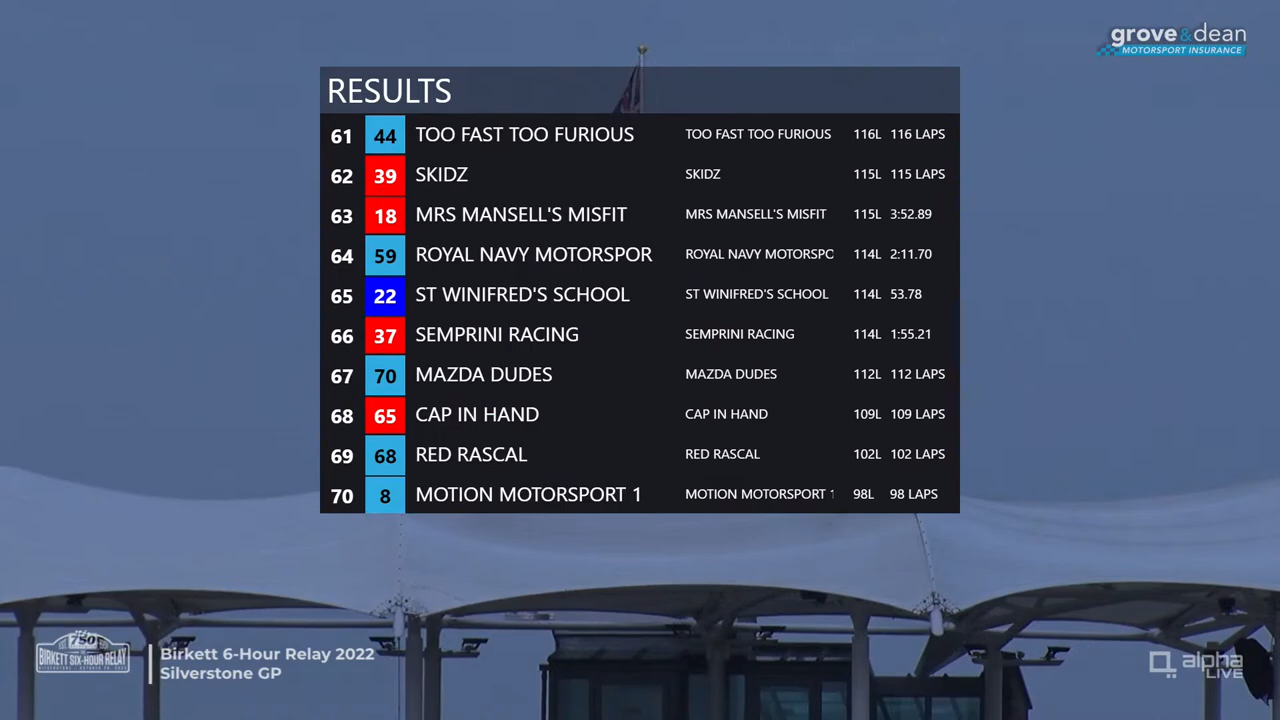 grove&dean
MOTORSPORT INSURANCE
RESULTS
61 44 TOO FAST TOO FURIOUS TOO FAST TOO FURIOUS 116L 116 LAPS
62 39 SKIDZ SKIDZ 115L 115 LAPS
63 18 MRS MANSELL'S MISFIT MRS MANSELL'S MISFIT 115L 3:52.89
64 59 ROYAL NAVY MOTORSPOR ROYAL NAVY MOTORSPO 114L 2:11.70
65 22 ST WINIFRED'S SCHOOL ST WINIFRED'S SCHOOL 114L 53.78
66 37 SEMPRINI RACING SEMPRINI RACING 114L 1:55.21
67 70 MAZDA DUDES MAZDA DUDES 112L 112 LAPS
68 65 CAP IN HAND CAP IN HAND 109L 109 LAPS
69 68 RED RASCAL RED RASCAL 102L 102 LAPS
70 8 MOTION MOTORSPORT 1 MOTION MOTORSPORT 1 98L 98 LAPS
750
BIRKETT SIX-HOUR RELAY
Birkett 6-Hour Relay 2022
Silverstone GP
alpha
LIVE